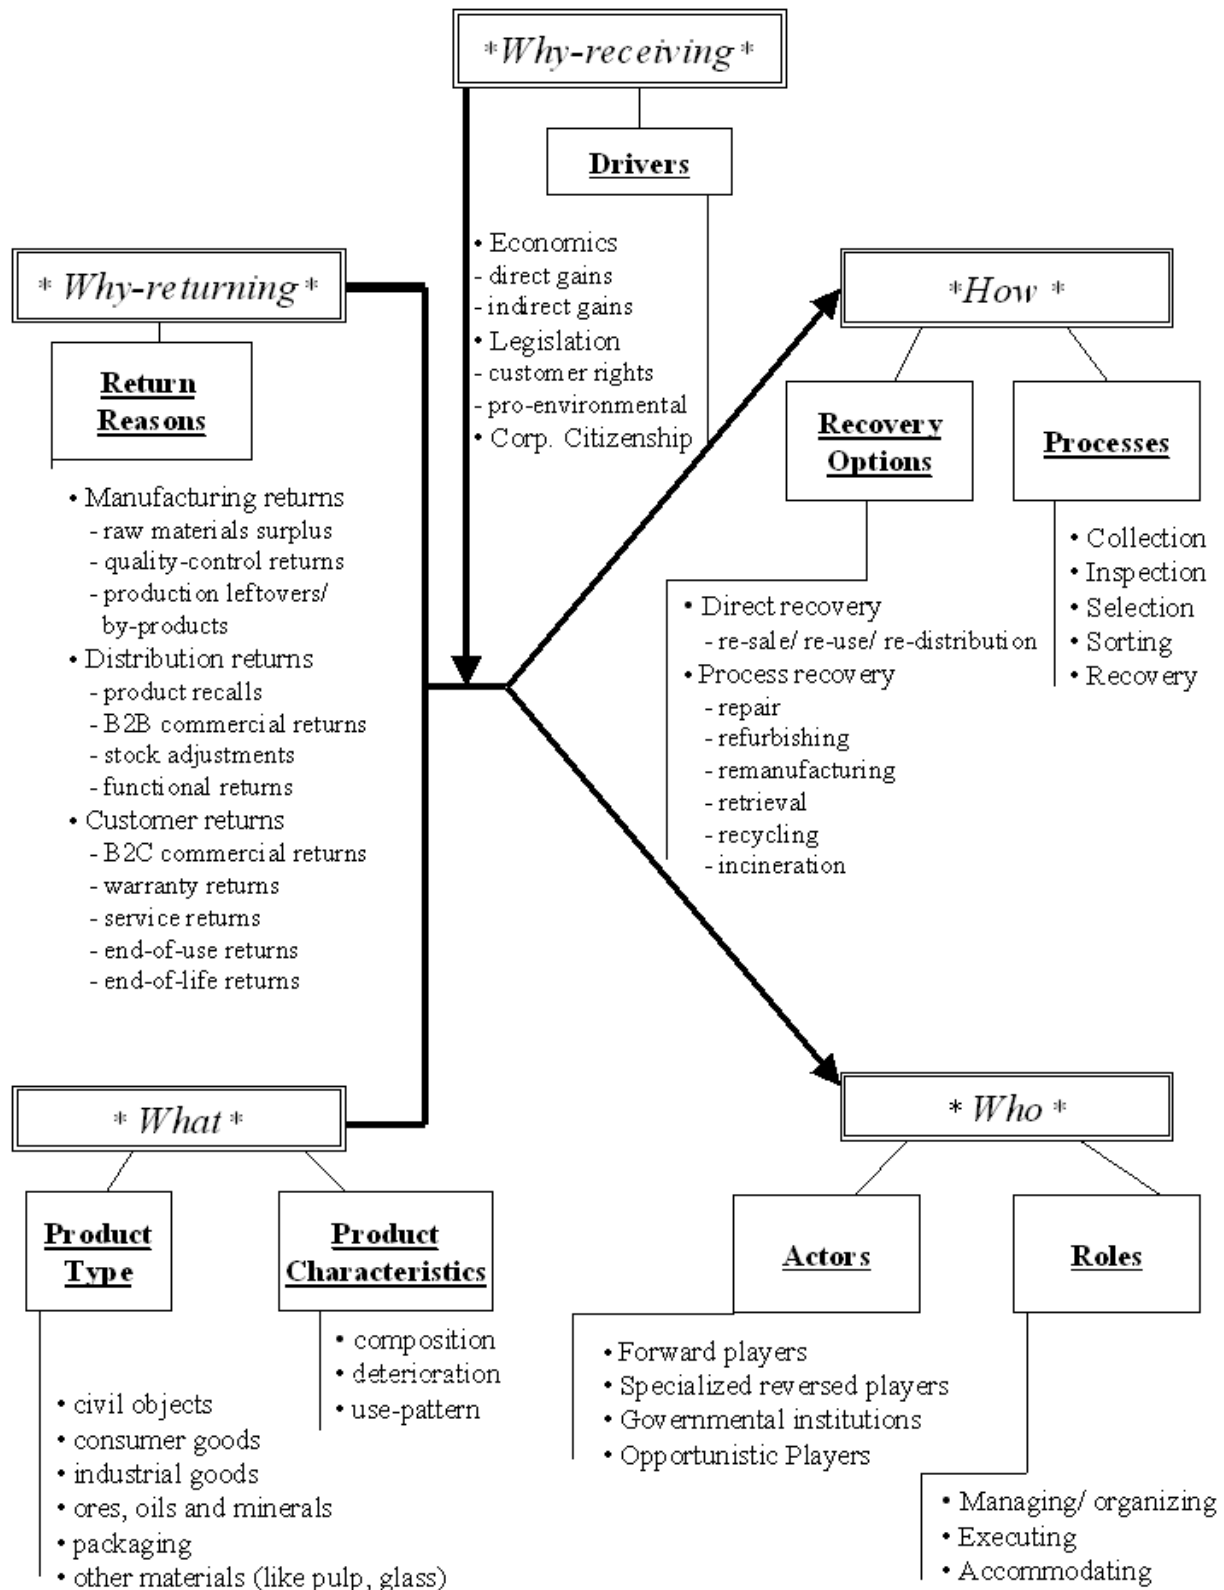 *Why-receiving*
Drivers
• Economics
- direct gains
- indirect gains
• Legislation
- customer rights
- pro-environmental
• Corp. Citizenship
* Why-returning *
Return
Reasons
• Manufacturing returns
- raw materials surplus
- quality-control returns
- production leftovers/
by-products
• Distribution returns
- product recalls
- B2B commercial returns
- stock adjustments
- functional returns
• Customer returns
- B2C commercial returns
- warranty returns
- service returns
- end-of-use returns
- end-of-life returns
*How *
Recovery
Options
• Direct recovery
- re-sale/ re-use/ re-distribution
• Process recovery
- repair
- refurbishing
- remanufacturing
- retrieval
- recycling
- incineration
Processes
• Collection
• Inspection
• Selection
• Sorting
• Recovery
* What *
Product
Type
• civil objects
• consumer goods
• industrial goods
• ores, oils and minerals
• packaging
• other materials (like pulp, glass)
Product
Characteristics
• composition
• deterioration
• use-pattern
* Who *
Actors
• Forward players
• Specialized reversed players
• Governmental institutions
• Opportunistic Players
Roles
• Managing/ organizing
• Executing
• Accommodating